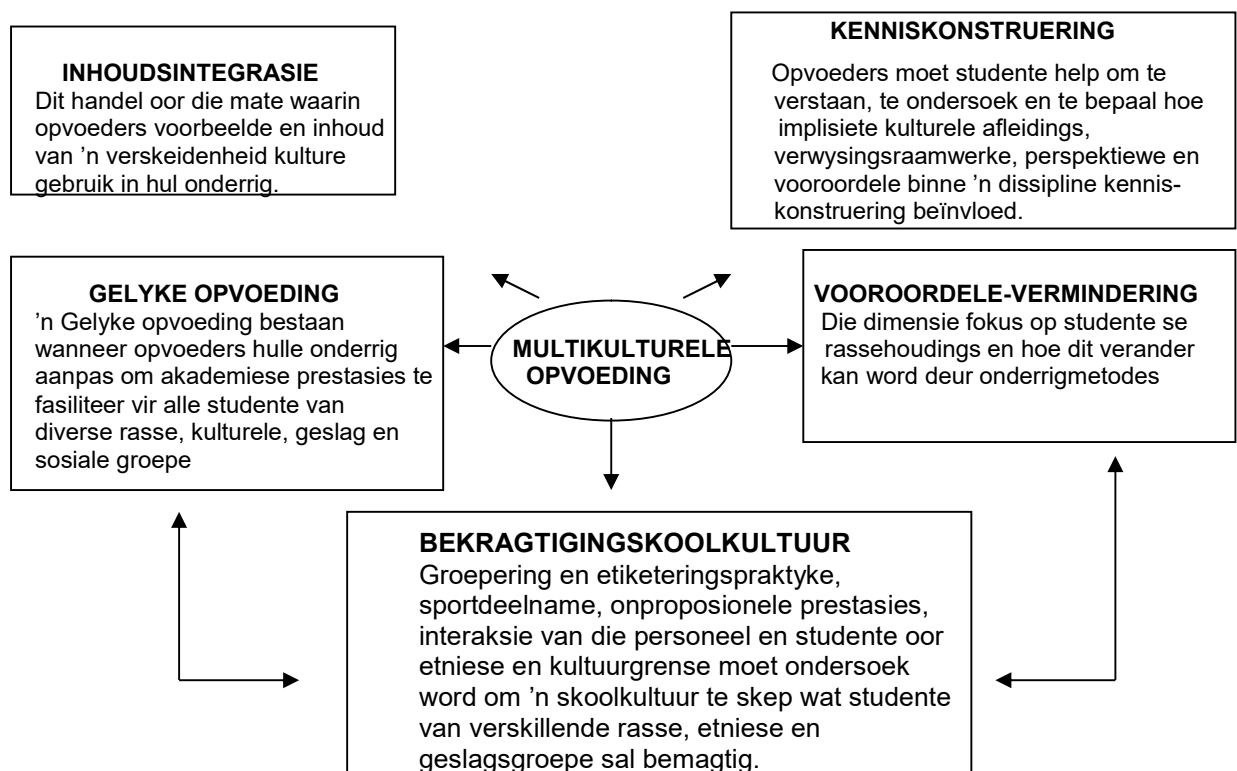 INHOUDSINTEGRASIE
Dit handel oor die mate waarin
opvoeders voorbeelde en inhoud
van ’n verskeidenheid kulture
gebruik in hul onderrig.
KENNISKONSTRUERING
Opvoeders moet studente help om te
verstaan, te ondersoek en te bepaal hoe
implisiete kulturele afleidings,
verwysingsraamwerke, perspektiewe en
vooroordele binne ’n dissipline kennis-
konstruering beïnvloed.
GELYKE OPVOEDING
’n Gelyke opvoeding bestaan
wanneer opvoeders hulle onderrig
aanpas om akademiese prestasies te
fasiliteer vir alle studente van
diverse rasse, kulturele, geslag en
sosiale groepe
MULTIKULTURELE
OPVOEDING
VOOROORDELE-VERMINDERING
Die dimensie fokus op studente se
rassehoudings en hoe dit verander
kan word deur onderrigmetodes
BEKRAGTIGINGSKOOLKULTUUR
Groepering en etiketeringspraktyke,
sportdeelname, onproposionele prestasies,
interaksie van die personeel en studente oor
etniese en kultuurgrense moet ondersoek
word om ’n skoolkultuur te skep wat studente
van verskillende rasse, etniese en
geslagsgroepe sal bemagtig.